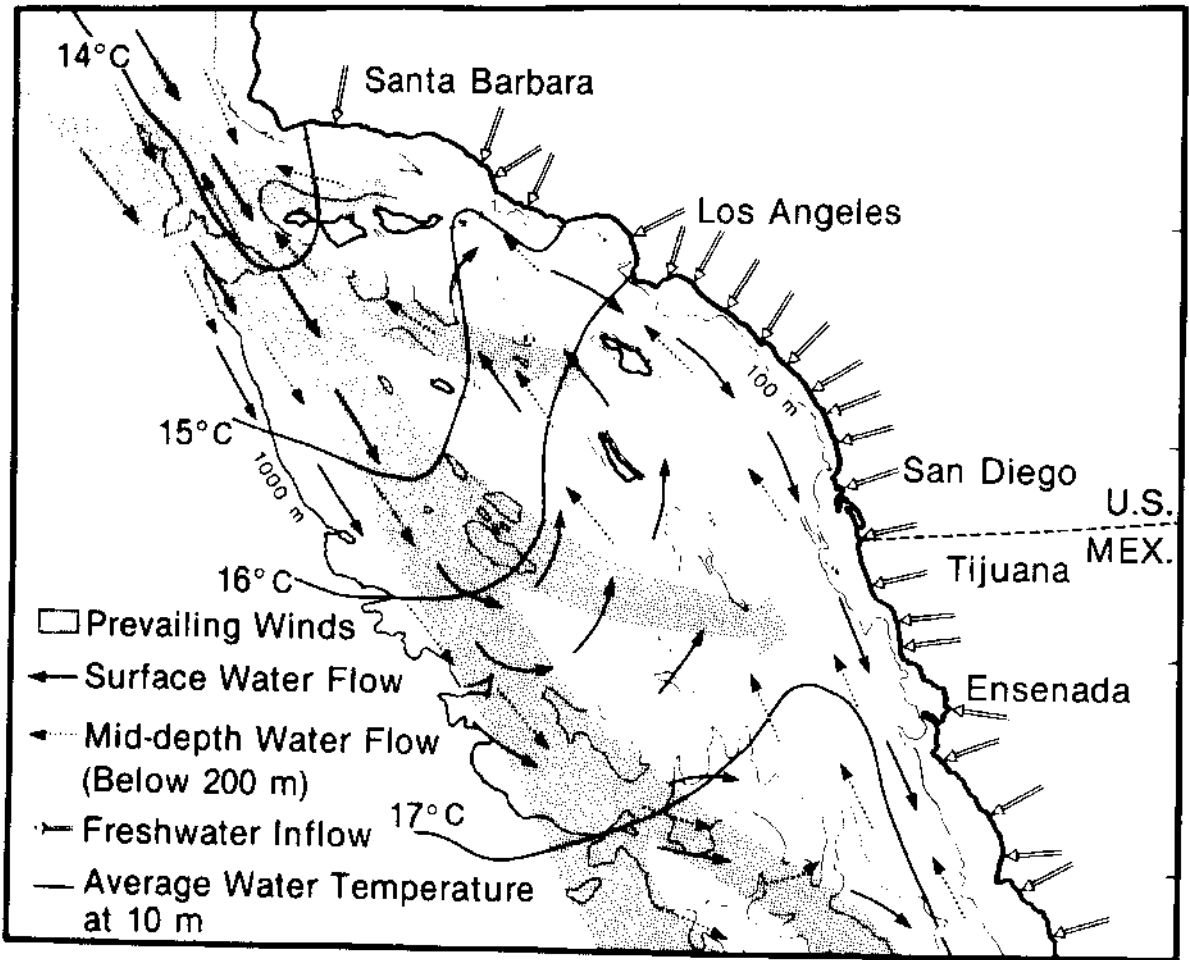 14°C
Santa Barbara
Los Angeles
100 m
15°C
1000 m
San Diego
U.S.
MEX.
Tijuana
16°C
Prevailing Winds
Surface Water Flow
Ensenada
Mid-depth Water Flow
(Below 200 m)
17°C
Freshwater Inflow
Average Water Temperature
at 10 m